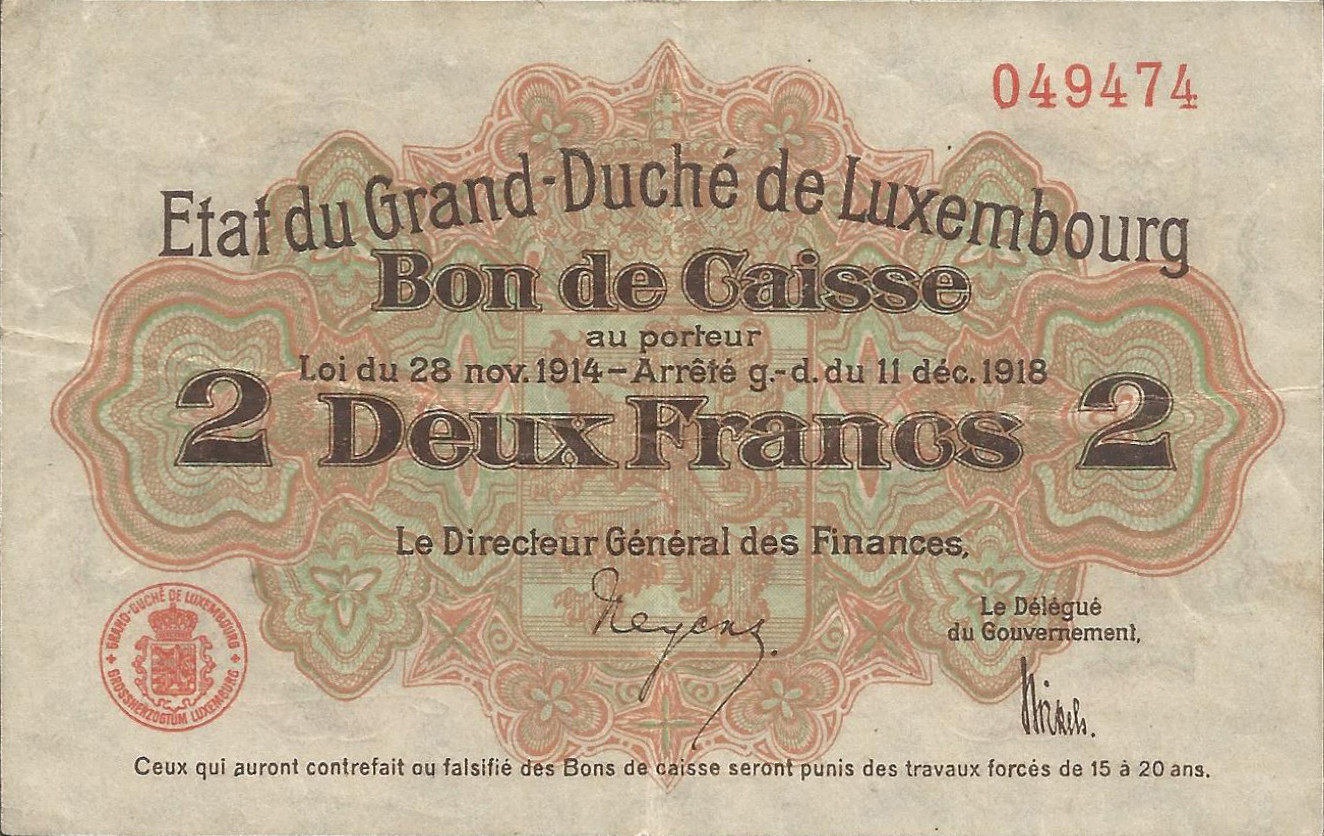 049474
Etat du Grand-Duché de Luxembourg
Bon de Caisse
au porteur
Loi du 28 nov. 1914 – Arrêté g.-d. du 11 déc. 1918
2 Deux Francs 2
Le Directeur Général des Finances,
Neyens.
Le Délégué
du Gouvernement,
GRAND-DUCHÉ DE LUXEMBOURG
GROSSHERZOGTUM LUXEMBOURG
Ceux qui auront contrefait ou falsifié des Bons de caisse seront punis des travaux forcés de 15 à 20 ans.